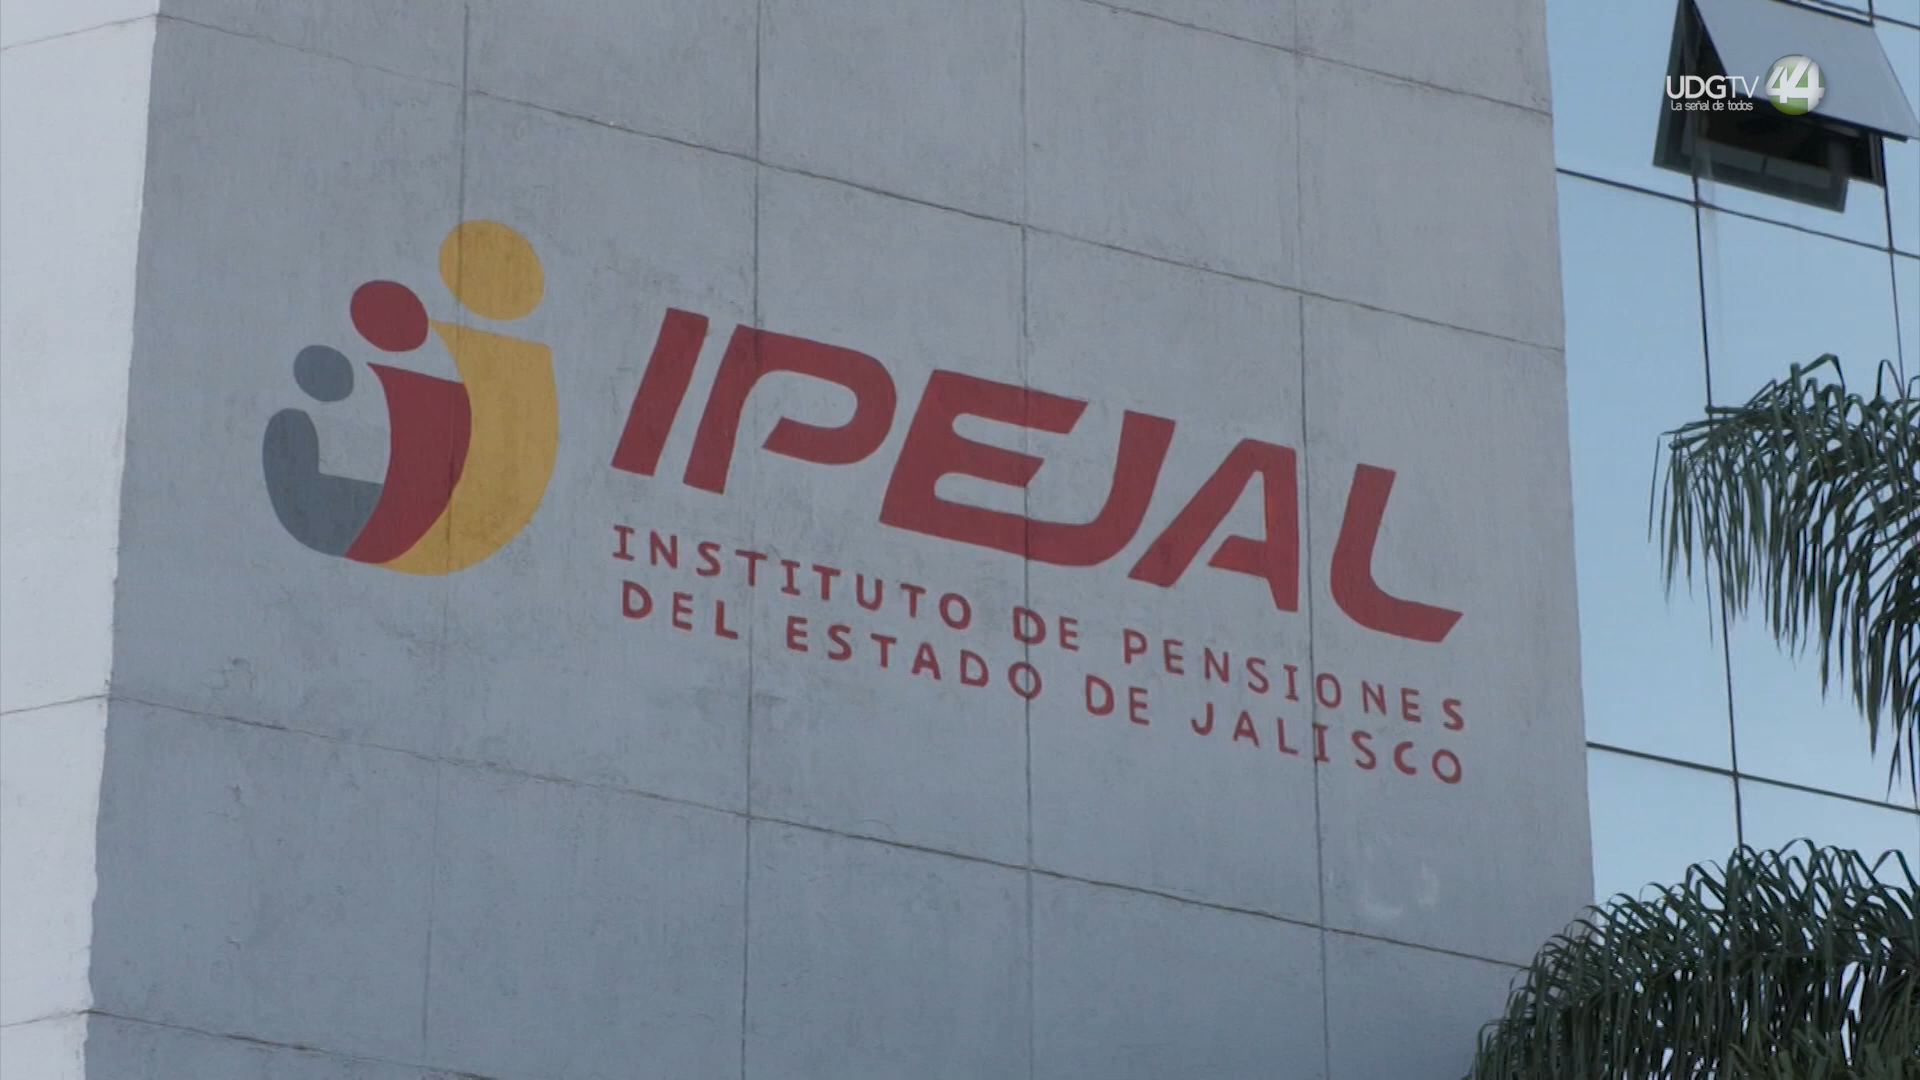 UDGTV 44
La señal de todos
IPEJAL
INSTITUTO DE PENSIONES
DEL ESTADO DE JALISCO